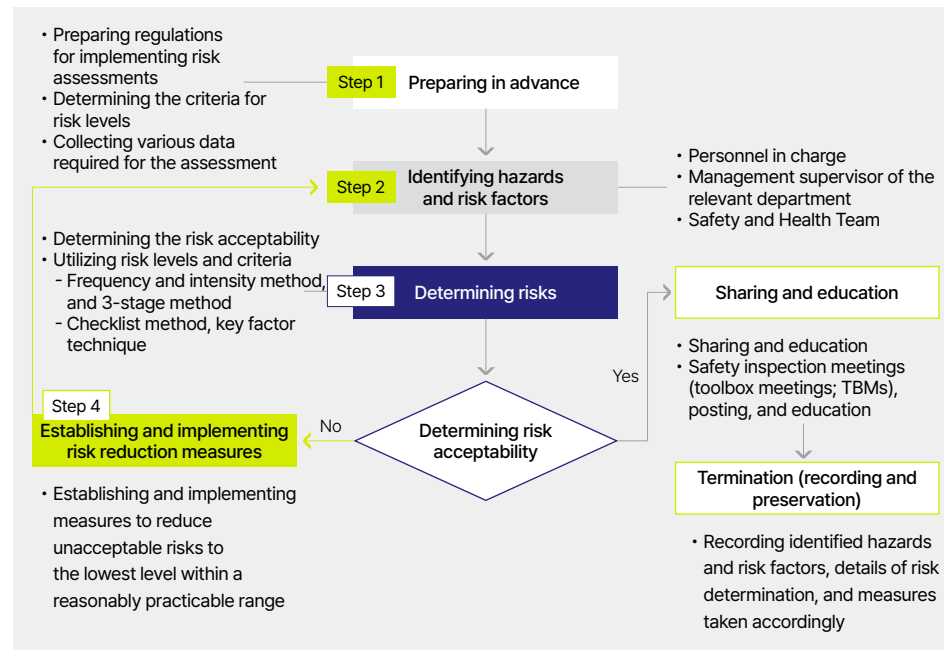 • Preparing regulations
for implementing risk
assessments
• Determining the criteria for
risk levels
• Collecting various data
required for the assessment
Step 1
Preparing in advance
Step 2
Identifying hazards
and risk factors
• Personnel in charge
• Management supervisor of the
relevant department
• Safety and Health Team
• Determining the risk acceptability
• Utilizing risk levels and criteria
- Frequency and intensity method,
and 3-stage method
- Checklist method, key factor
technique
Step 3
Determining risks
Sharing and education
• Sharing and education
• Safety inspection meetings
(toolbox meetings; TBMs),
posting, and education
Yes
Determining risk
acceptability
No
Step 4
Establishing and implementing
risk reduction measures
• Establishing and implementing
measures to reduce
unacceptable risks to
the lowest level within a
reasonably practicable range
Termination (recording and
preservation)
• Recording identified hazards
and risk factors, details of risk
determination, and measures
taken accordingly